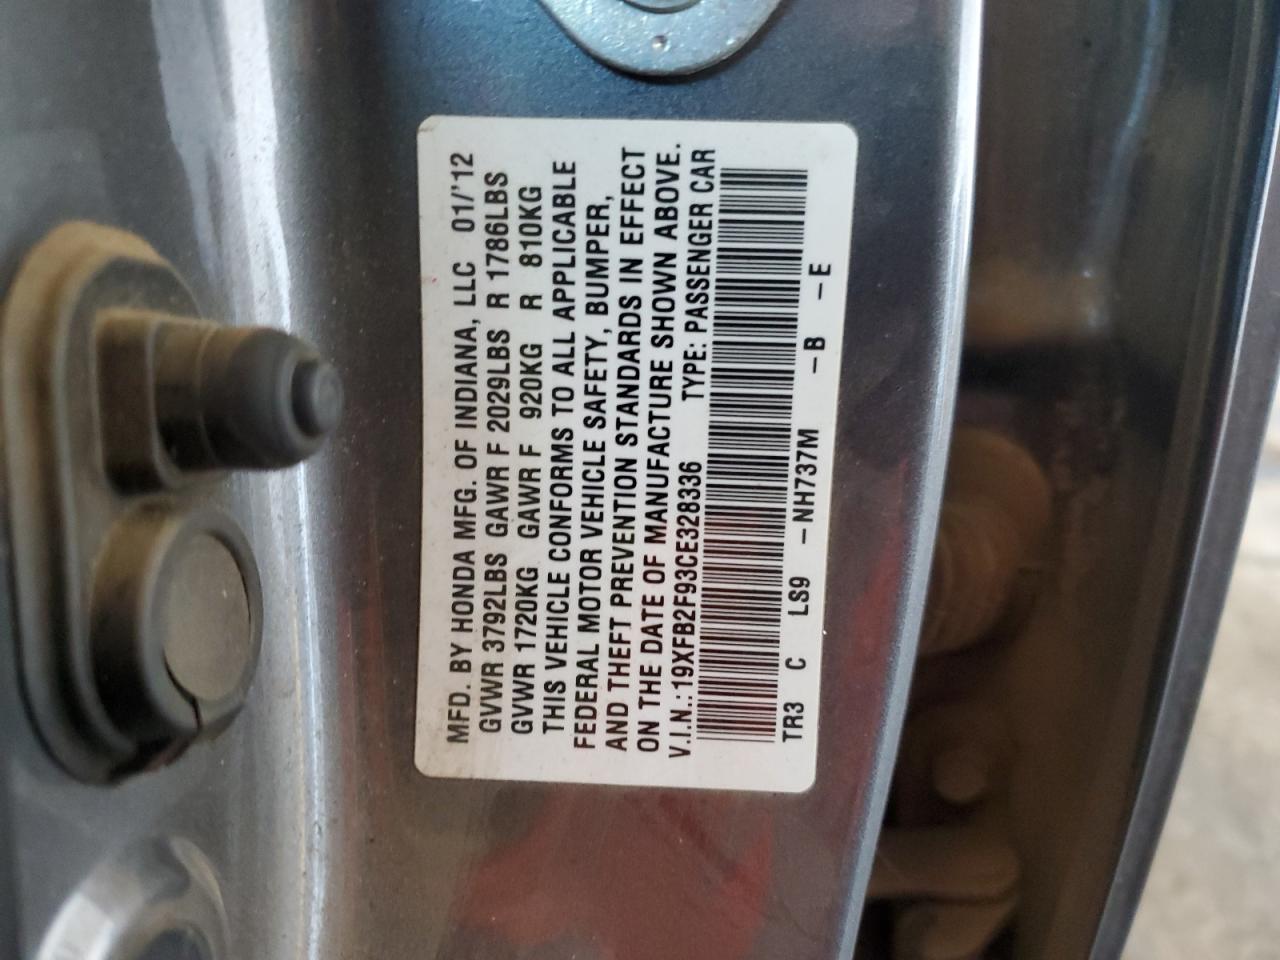 MFD. BY HONDA MFG. OF INDIANA, LLC 01/'12
GVWR 3792LBS GAWR F 2029LBS R 1786LBS
GVWR 1720KG GAWR F 920KG R 810KG
THIS VEHICLE CONFORMS TO ALL APPLICABLE
FEDERAL MOTOR VEHICLE SAFETY, BUMPER,
AND THEFT PREVENTION STANDARDS IN EFFECT
ON THE DATE OF MANUFACTURE SHOWN ABOVE.
V.I.N.: 19XFB2F93CE328336 TYPE: PASSENGER CAR
TR3 C LS9 -NH737M -B -E